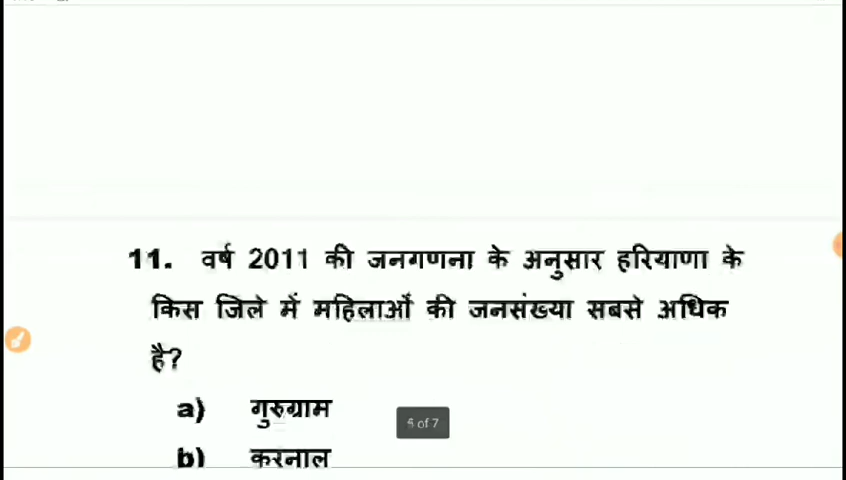 11. वर्ष 2011 की जनगणना के अनुसार हरियाणा के
किस जिले में महिलाओं की जनसंख्या सबसे अधिक
है?
a) गुरुग्राम
b) करनाल
5 of 7